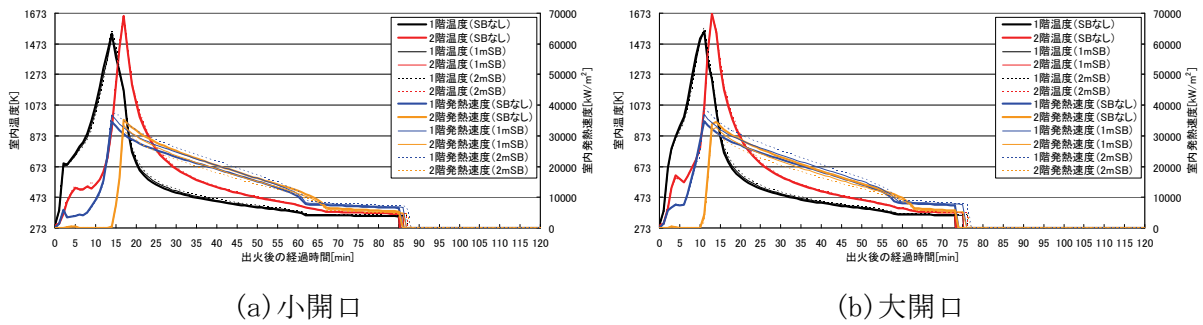 1673
1473
1273
1073
873
673
473
273
室内温度[K]
70000
60000
50000
40000
30000
20000
10000
0
室内発熱速度[kW/m²]
1階温度(SBなし)
2階温度(SBなし)
1階温度(1mSB)
2階温度(1mSB)
1階温度(2mSB)
2階温度(2mSB)
1階発熱速度(SBなし)
2階発熱速度(SBなし)
1階発熱速度(1mSB)
2階発熱速度(1mSB)
1階発熱速度(2mSB)
2階発熱速度(2mSB)
0 5 10 15 20 25 30 35 40 45 50 55 60 65 70 75 80 85 90 95 100 105 110 115 120
出火後の経過時間[min]
(a)小開口
1673
1473
1273
1073
873
673
473
273
室内温度[K]
70000
60000
50000
40000
30000
20000
10000
0
室内発熱速度[kW/m²]
1階温度(SBなし)
2階温度(SBなし)
1階温度(1mSB)
2階温度(1mSB)
1階温度(2mSB)
2階温度(2mSB)
1階発熱速度(SBなし)
2階発熱速度(SBなし)
1階発熱速度(1mSB)
2階発熱速度(1mSB)
1階発熱速度(2mSB)
2階発熱速度(2mSB)
0 5 10 15 20 25 30 35 40 45 50 55 60 65 70 75 80 85 90 95 100 105 110 115 120
出火後の経過時間[min]
(b)大開口